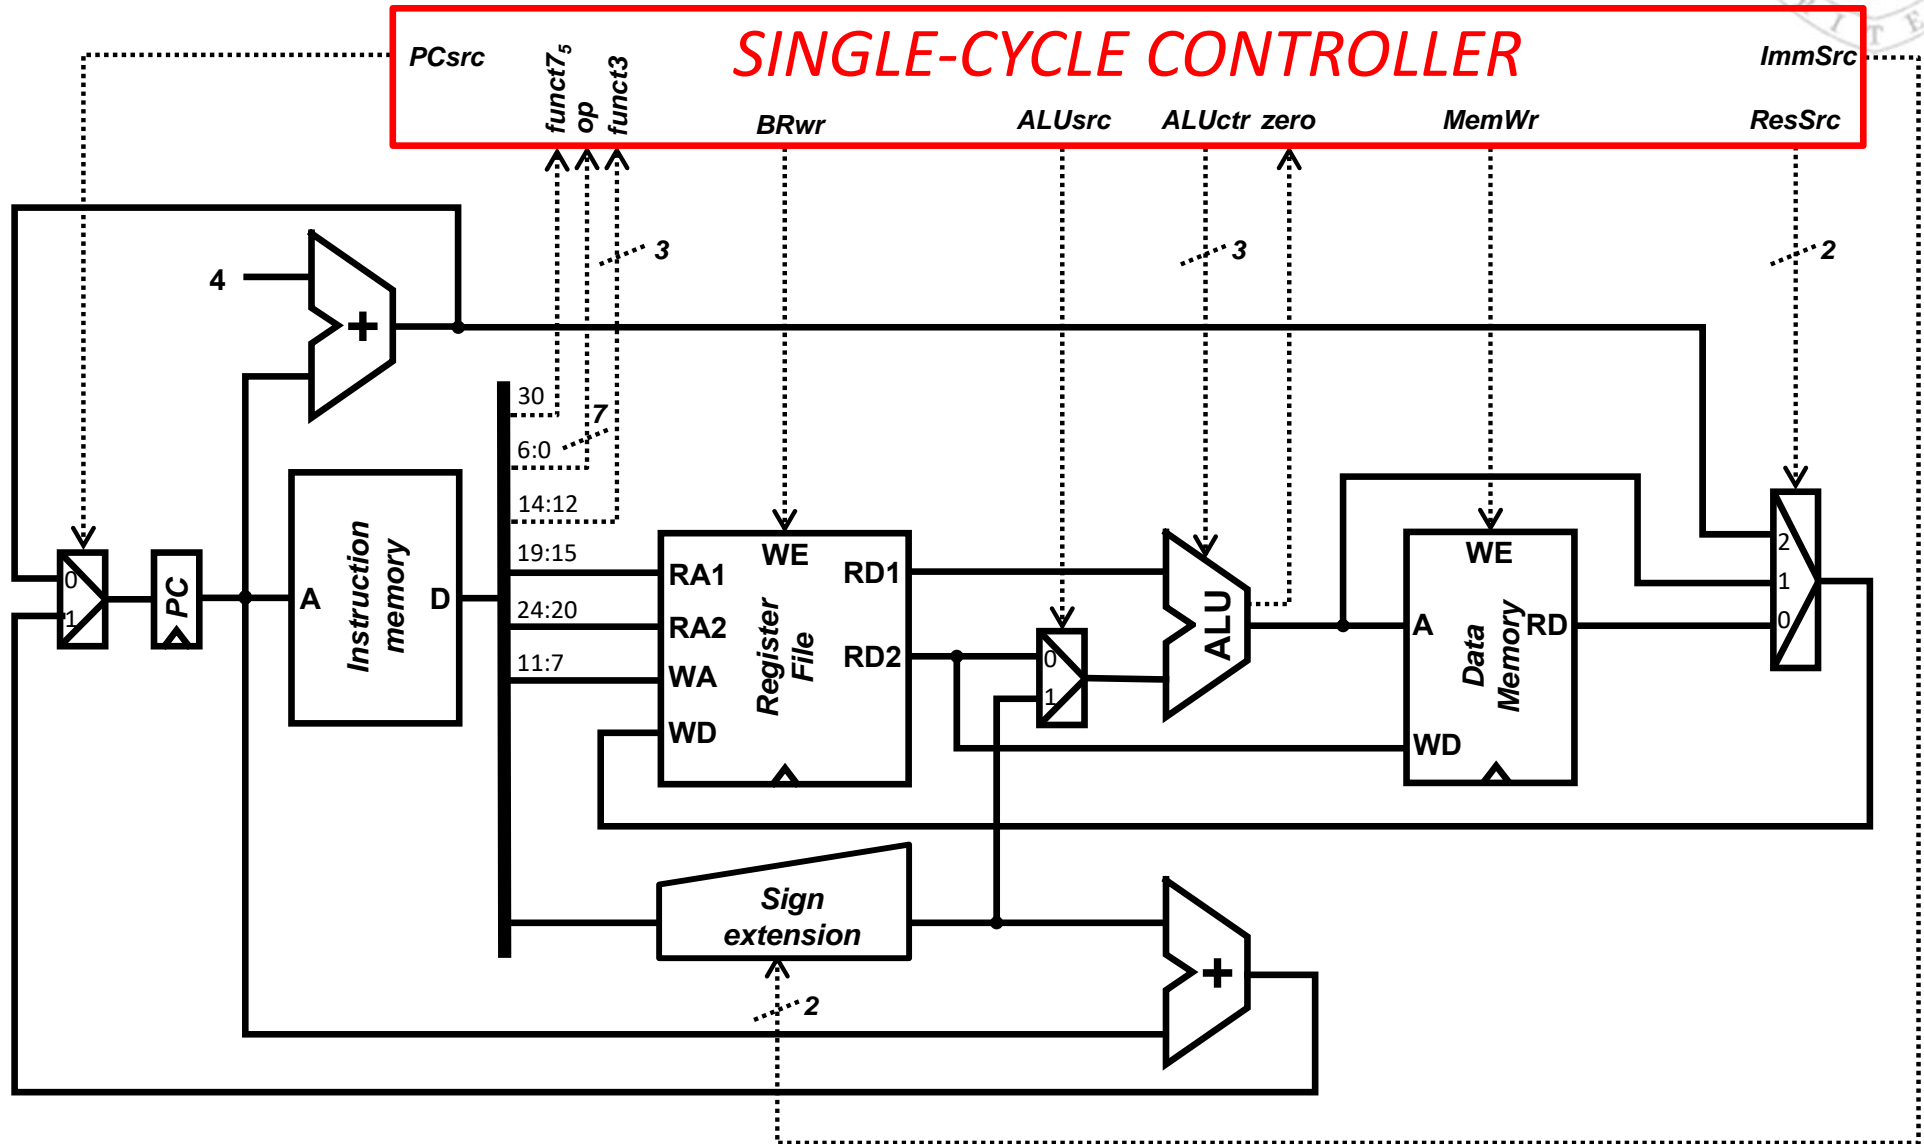 SINGLE-CYCLE CONTROLLER
PCsrc
funct7₅
op
funct3
BRwr
ALUsrc
ALUctr
zero
MemWr
ImmSrc
ResSrc
3
3
2
4
+
30
7
6:0
14:12
19:15
24:20
11:7
0
1
PC
A
Instruction
memory
D
WE
RA1
RA2
WA
WD
Register
File
RD1
RD2
0
1
ALU
WE
A
RD
WD
Data
Memory
2
1
0
Sign
extension
2
+
I T E